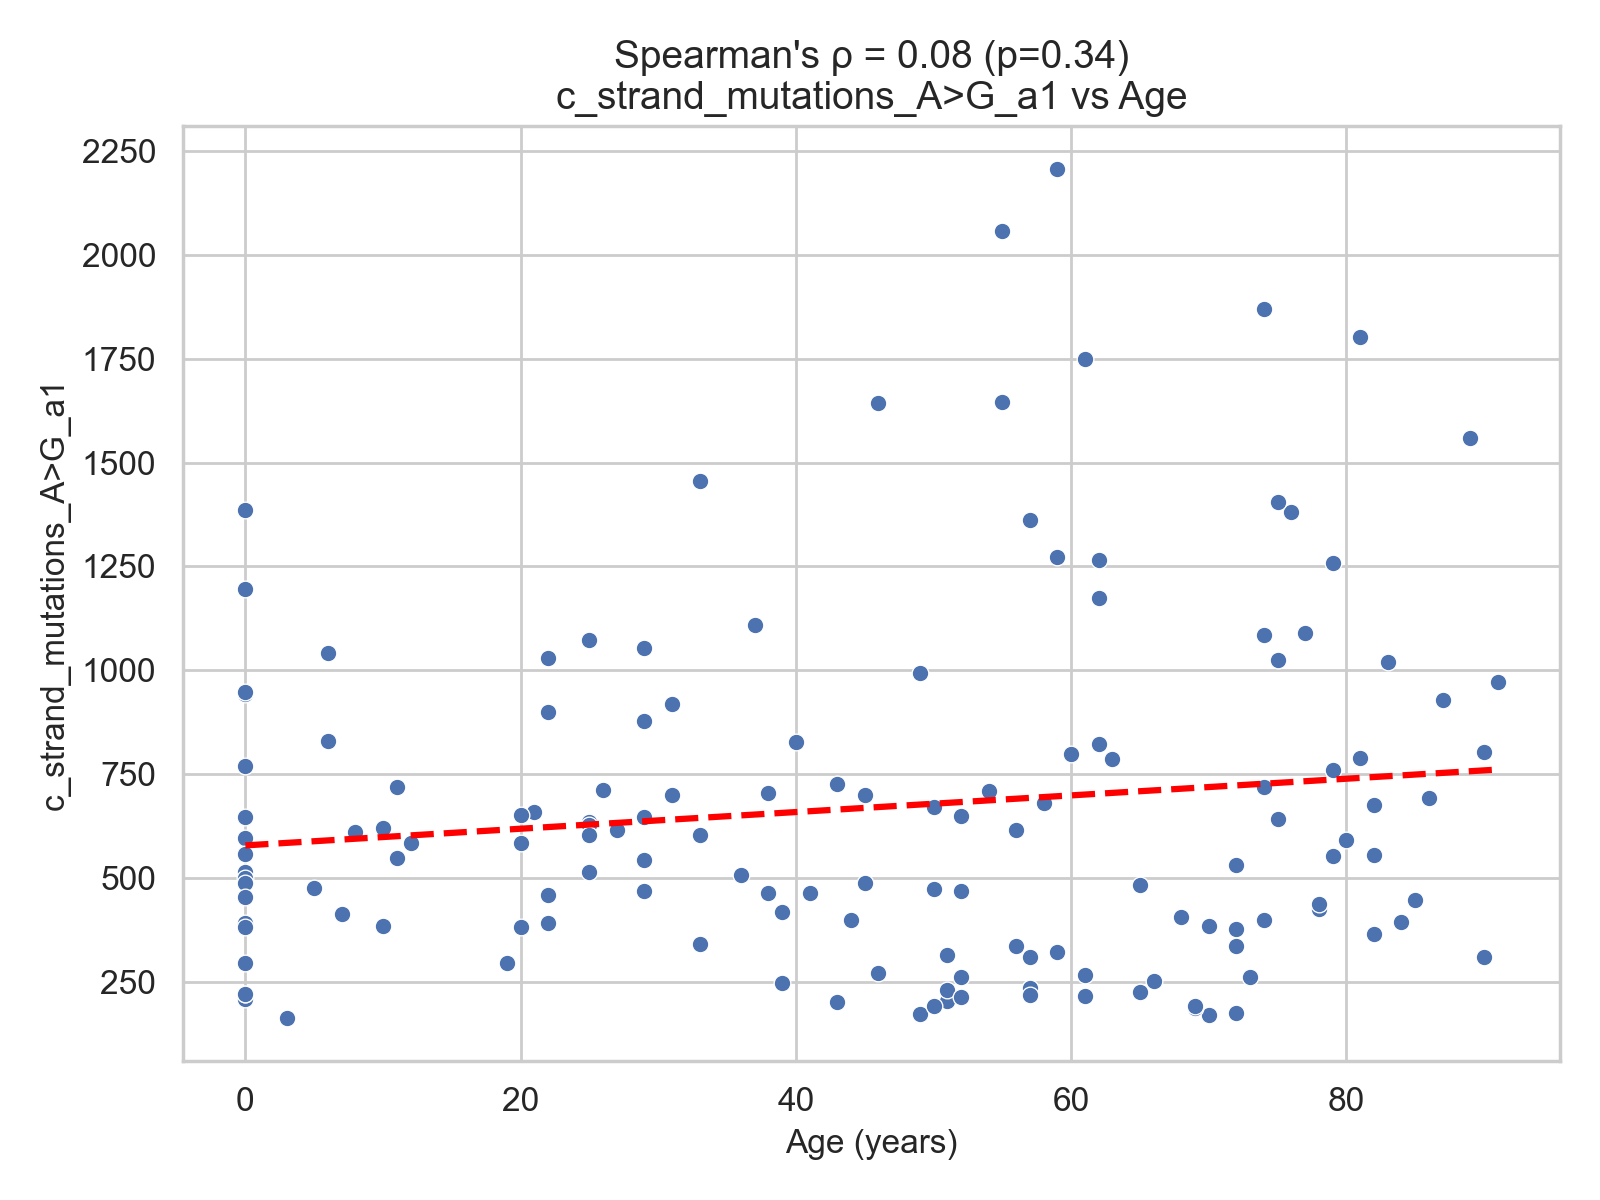 Spearman's ρ = 0.08 (p=0.34)
c_strand_mutations_A>G_a1 vs Age
c_strand_mutations_A>G_a1
2250
2000
1750
1500
1250
1000
750
500
250
0 20 40 60 80
Age (years)